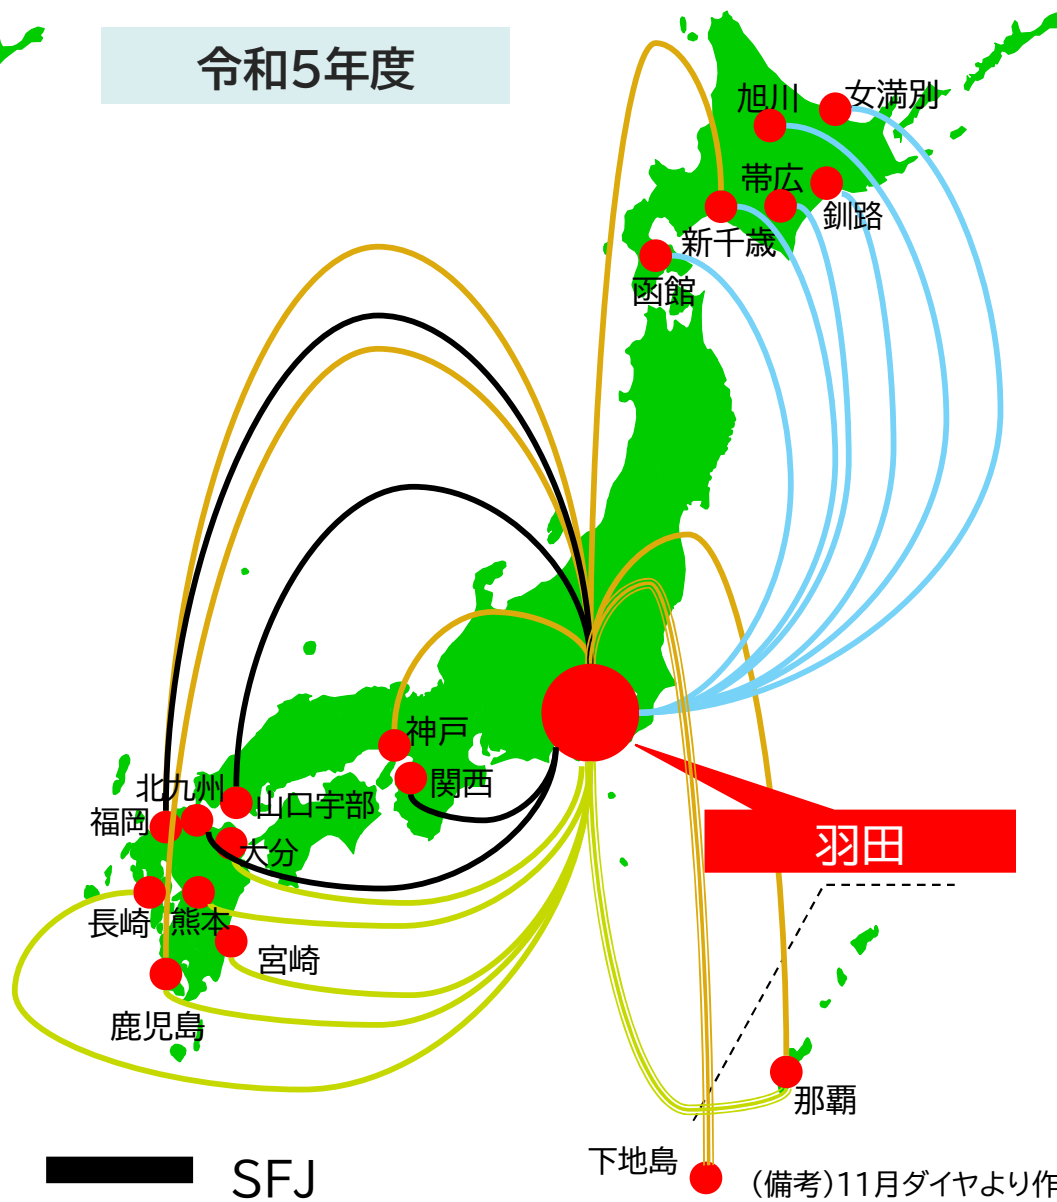 令和5年度
旭川
女満別
帯広
釧路
新千歳
函館
神戸
関西
北九州
山口宇部
福岡
大分
羽田
長崎
熊本
宮崎
鹿児島
那覇
下地島
SFJ
(備考)11月ダイヤより作